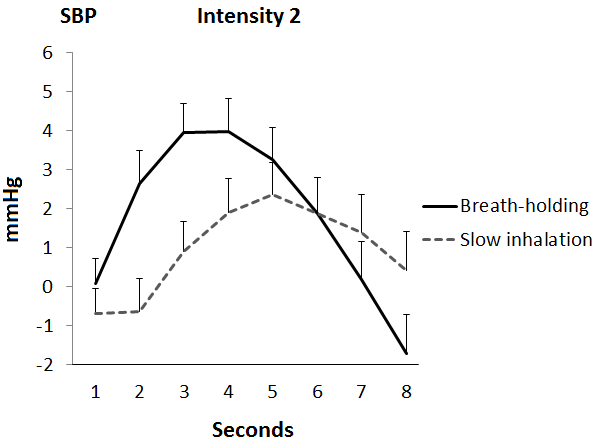 SBP Intensity 2
6
5
4
3
2
1
0
-1
-2
mmHg
Breath-holding
Slow inhalation
1 2 3 4 5 6 7 8
Seconds